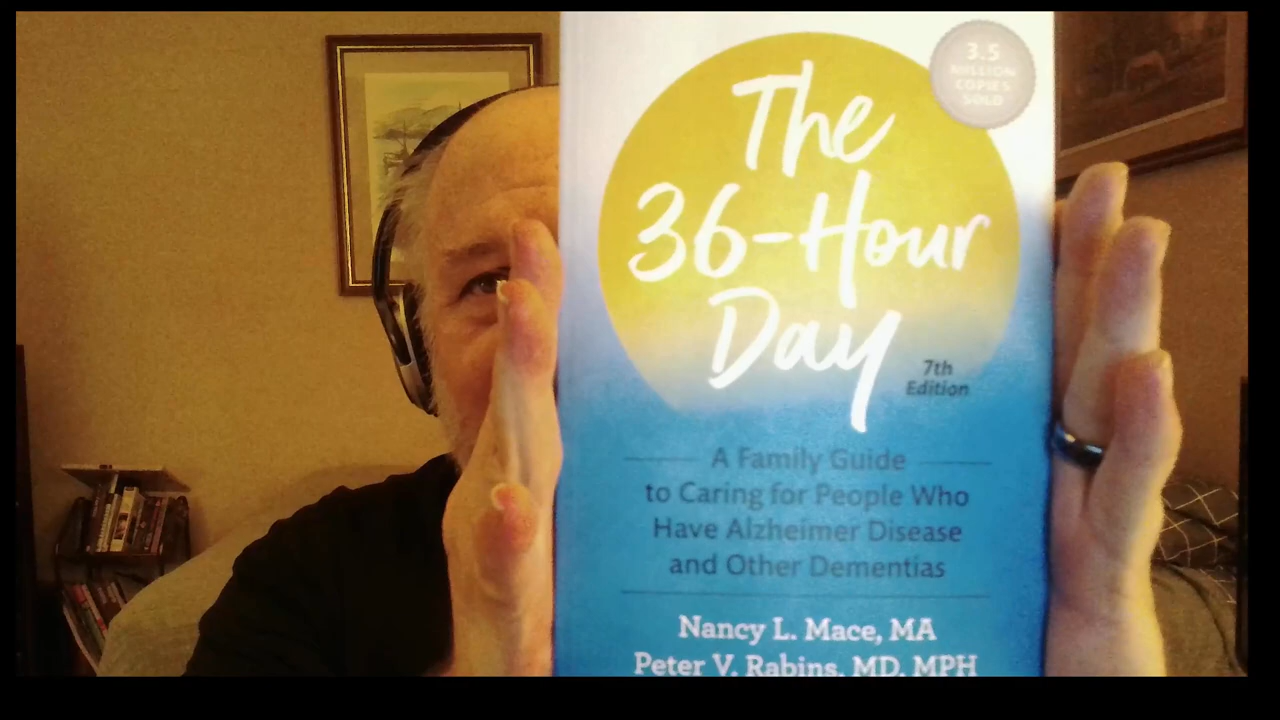 3.5
MILLION
COPIES
SOLD
The
36-Hour
Day
7th
Edition
A Family Guide
to Caring for People Who
Have Alzheimer Disease
and Other Dementias
Nancy L. Mace, MA
Peter V. Rabins, MD, MPH